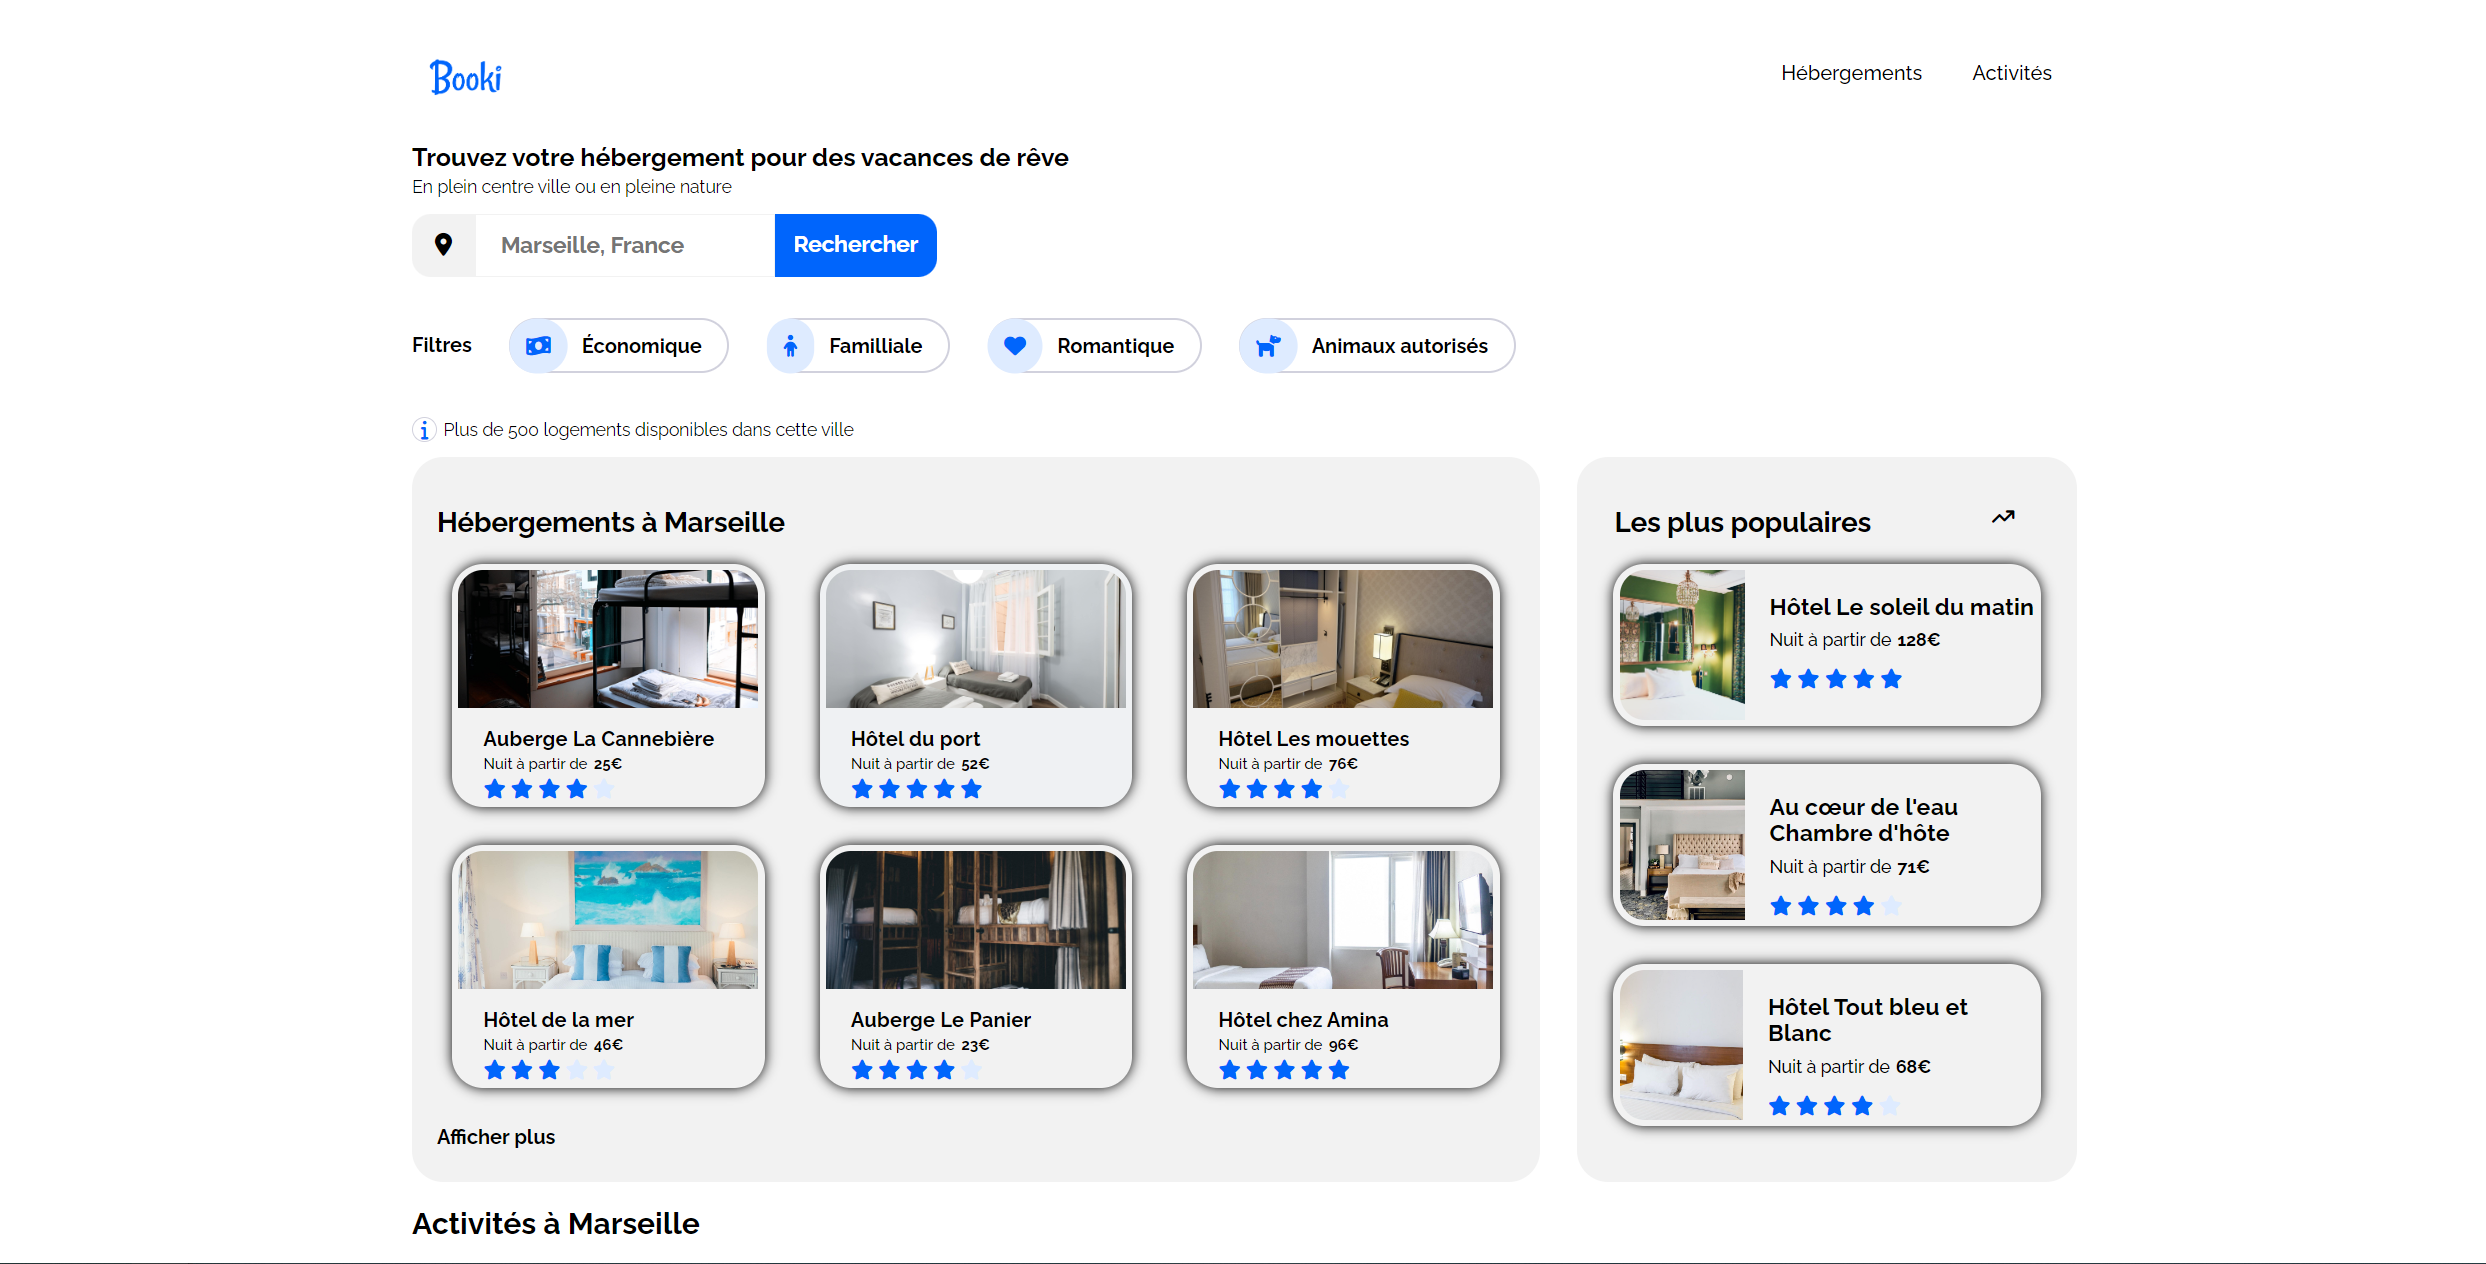 Booki
Hébergements
Activités
Trouvez votre hébergement pour des vacances de rêve
En plein centre ville ou en pleine nature
Marseille, France
Rechercher
Filtres
Économique
Familliale
Romantique
Animaux autorisés
Plus de 500 logements disponibles dans cette ville
Hébergements à Marseille
Auberge La Cannebière
Nuit à partir de 25€
Hôtel du port
Nuit à partir de 52€
Hôtel Les mouettes
Nuit à partir de 76€
Hôtel de la mer
Nuit à partir de 46€
Auberge Le Panier
Nuit à partir de 23€
Hôtel chez Amina
Nuit à partir de 96€
Afficher plus
Les plus populaires
Hôtel Le soleil du matin
Nuit à partir de 128€
Au cœur de l'eau
Chambre d'hôte
Nuit à partir de 71€
Hôtel Tout bleu et
Blanc
Nuit à partir de 68€
Activités à Marseille